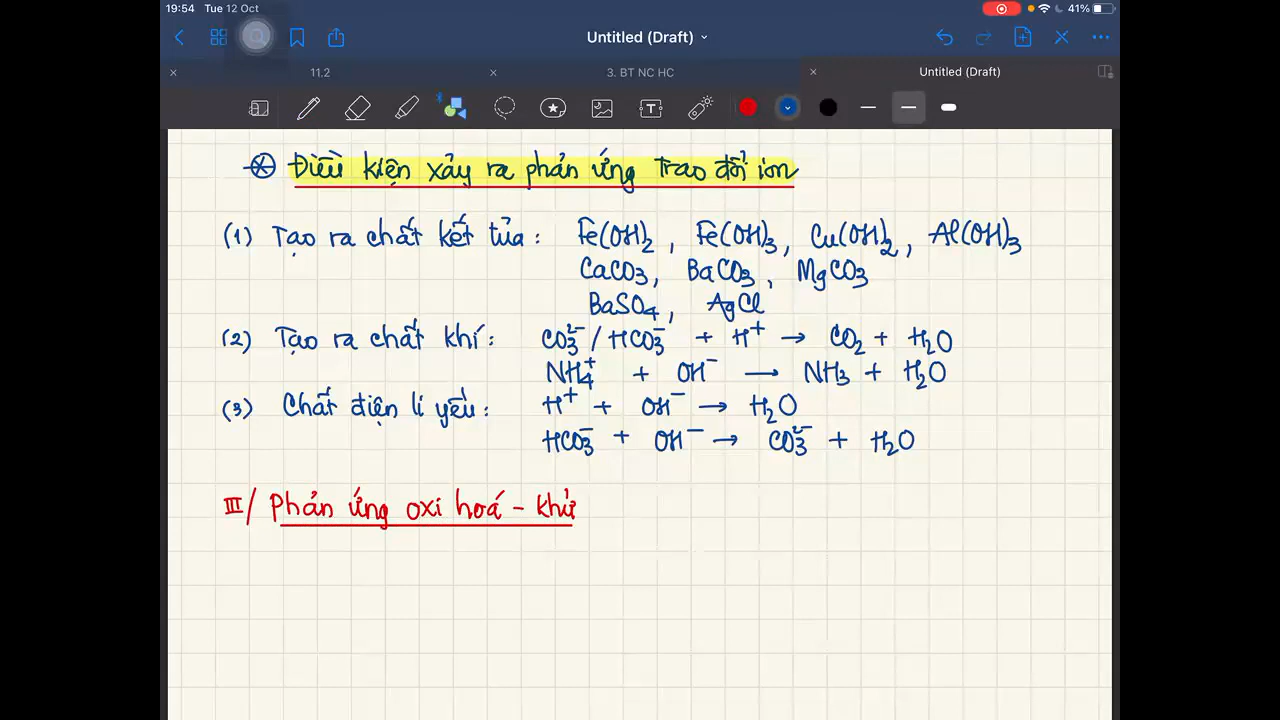 19:54 Tue 12 Oct 41%
Untitled (Draft)
11.2 3. BT NC HC Untitled (Draft)
Điều kiện xảy ra phản ứng trao đổi ion
(1) Tạo ra chất kết tủa : Fe(OH)₂ , Fe(OH)₃ , Cu(OH)₂ , Al(OH)₃
CaCO₃, BaCO₃ , MgCO₃
BaSO₄ , AgCl
(2) Tạo ra chất khí : CO₃²⁻/HCO₃⁻ + H⁺ → CO₂ + H₂O
NH₄⁺ + OH⁻ → NH₃ + H₂O
(3) Chất điện li yếu : H⁺ + OH⁻ → H₂O
HCO₃⁻ + OH⁻ → CO₃²⁻ + H₂O
III/ Phản ứng oxi hoá - khử